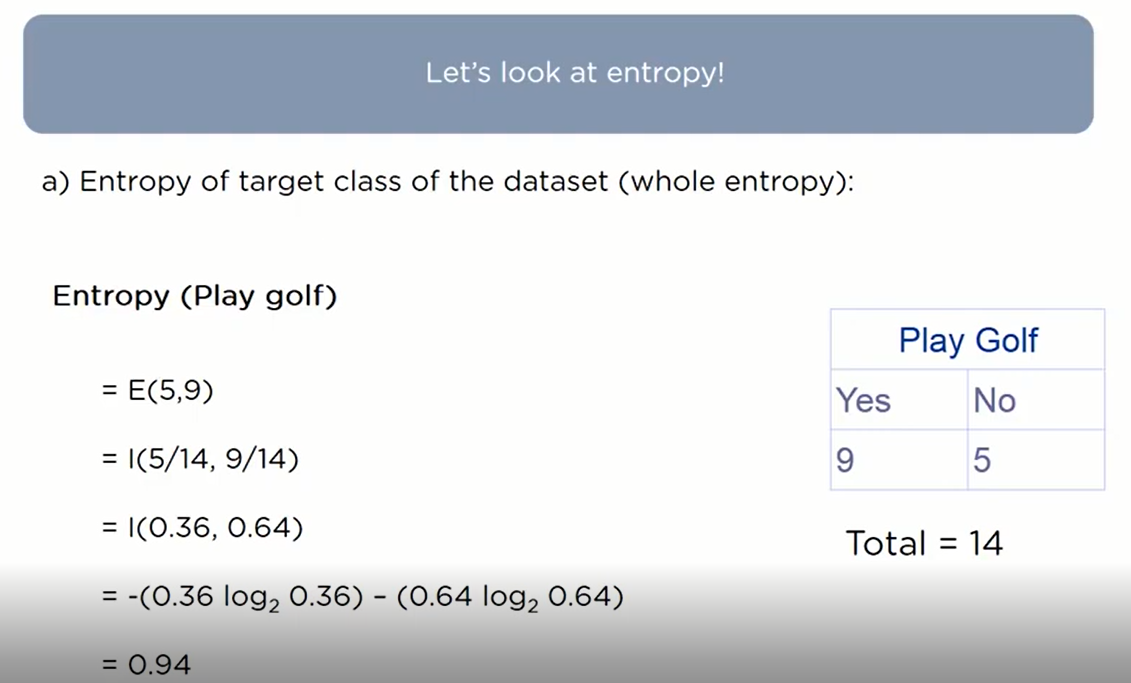 Let's look at entropy!
a) Entropy of target class of the dataset (whole entropy):
Entropy (Play golf)
= E(5,9)
= I(5/14, 9/14)
= I(0.36, 0.64)
= -(0.36 log₂ 0.36) – (0.64 log₂ 0.64)
= 0.94
Play Golf
Yes No
9 5
Total = 14